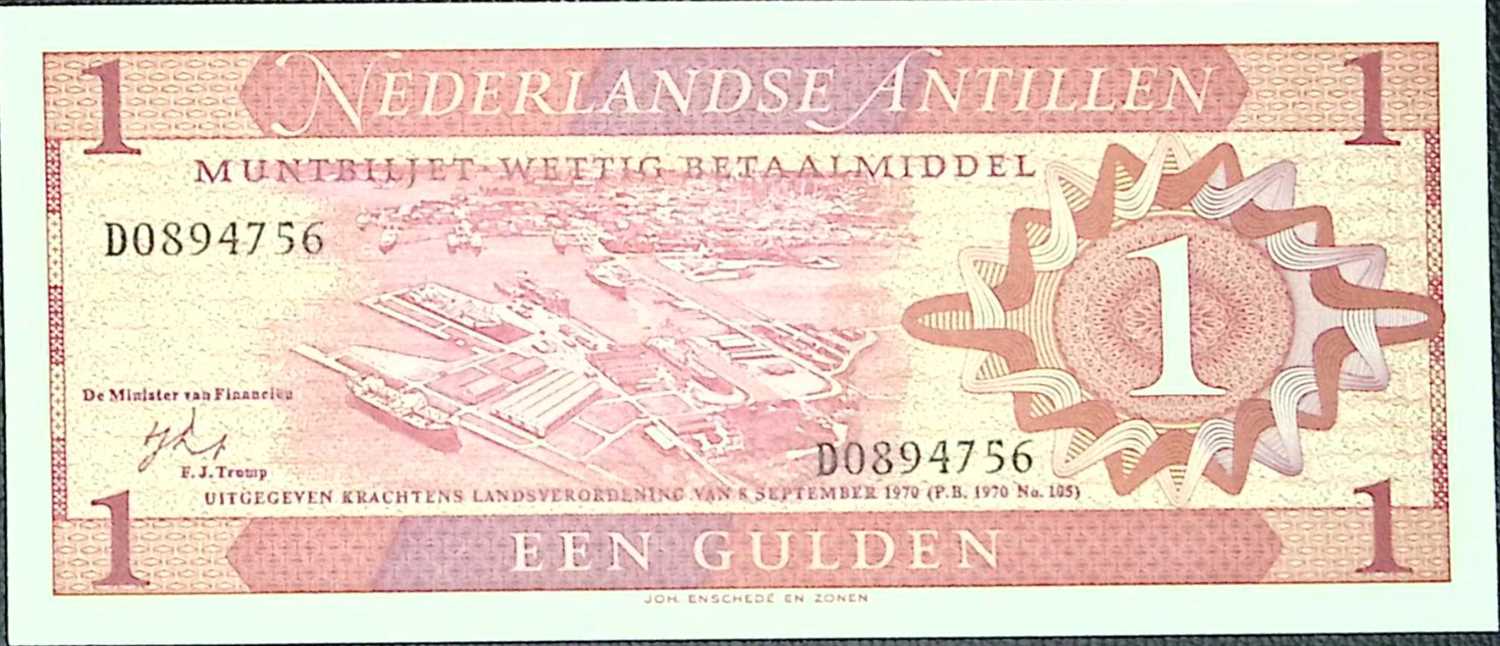 1 NEDERLANDSE ANTILLEN 1
MUNTBILJET·WETTIG BETAALMIDDEL
D0894756
1
De Minister van Financien
F. J. Tromp
D0894756
UITGEGEVEN KRACHTENS LANDSVERORDENING VAN 8 SEPTEMBER 1970 (P.B. 1970 No. 105)
1 EEN GULDEN 1
JOH. ENSCHEDÉ EN ZONEN